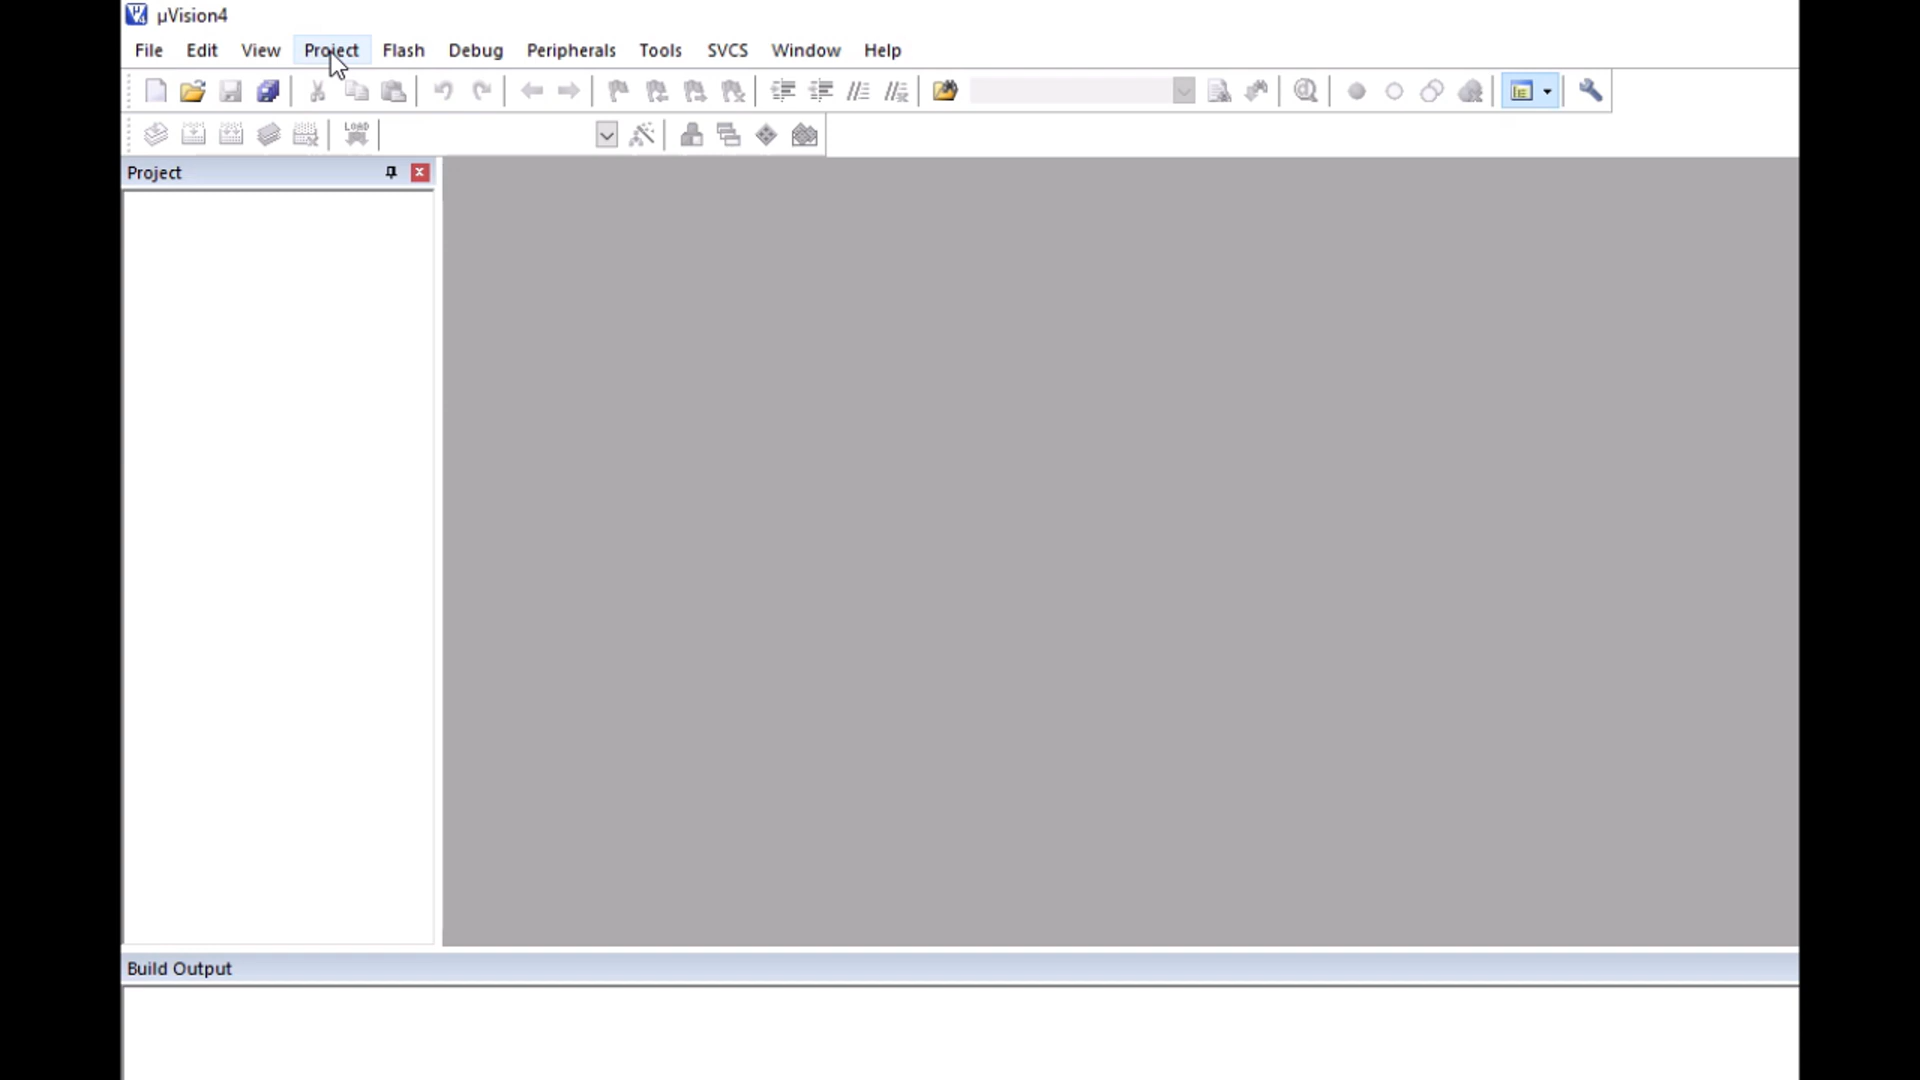 µVision4
File Edit View Project Flash Debug Peripherals Tools SVCS Window Help
LOAD
Project
Build Output